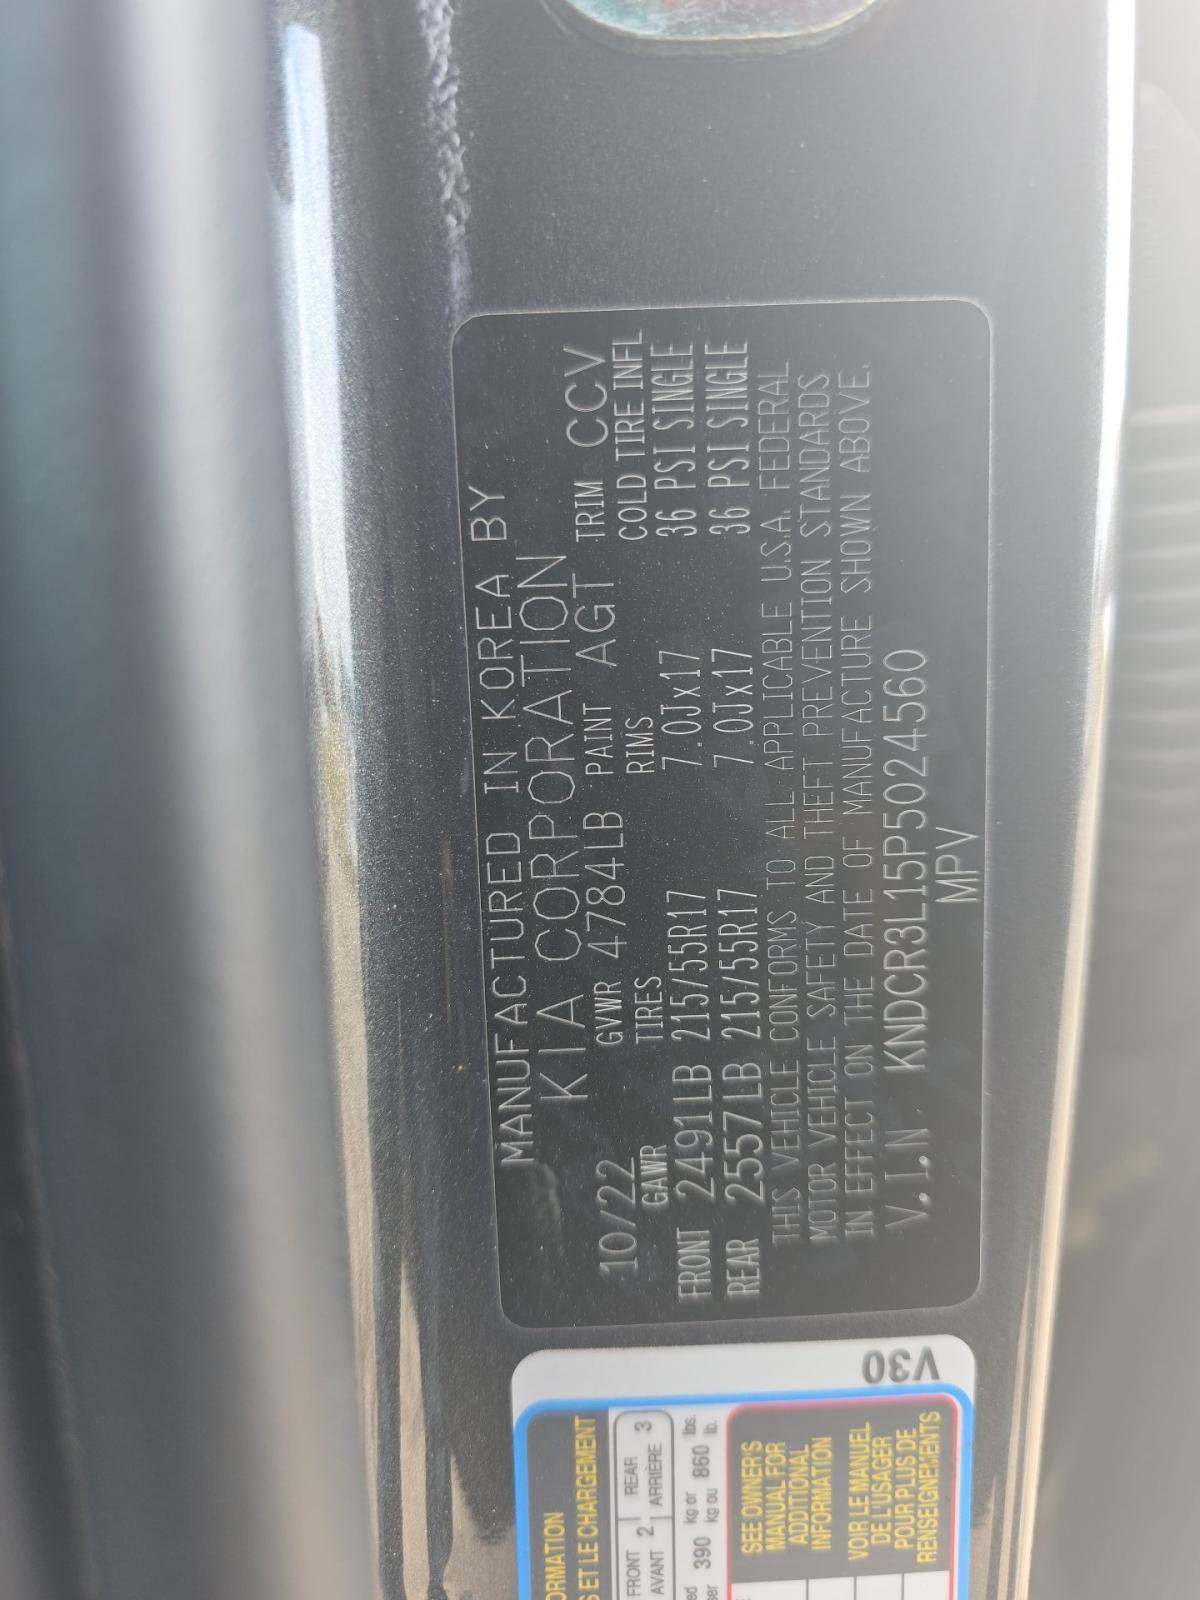 MANUFACTURED IN KOREA BY
KIA CORPORATION
10/22 GVWR 4784LB PAINT AGT TRIM CCV
GAWR TIRES RIMS COLD TIRE INFL
FRONT 2491LB 215/55R17 7.0Jx17 36 PSI SINGLE
REAR 2557LB 215/55R17 7.0Jx17 36 PSI SINGLE
THIS VEHICLE CONFORMS TO ALL APPLICABLE U.S.A. FEDERAL
MOTOR VEHICLE SAFETY AND THEFT PREVENTION STANDARDS
IN EFFECT ON THE DATE OF MANUFACTURE SHOWN ABOVE.
V.I.N. KNDCR3L15P5024560
MPV
V30
ORMATION
S ET LE CHARGEMENT
FRONT 2 REAR 3
AVANT ARRIÈRE
ed 390 kg or 860 lbs.
ser kg ou lb.
SEE OWNER'S
MANUAL FOR
ADDITIONAL
INFORMATION
VOIR LE MANUEL
DE L'USAGER
POUR PLUS DE
RENSEIGNEMENTS